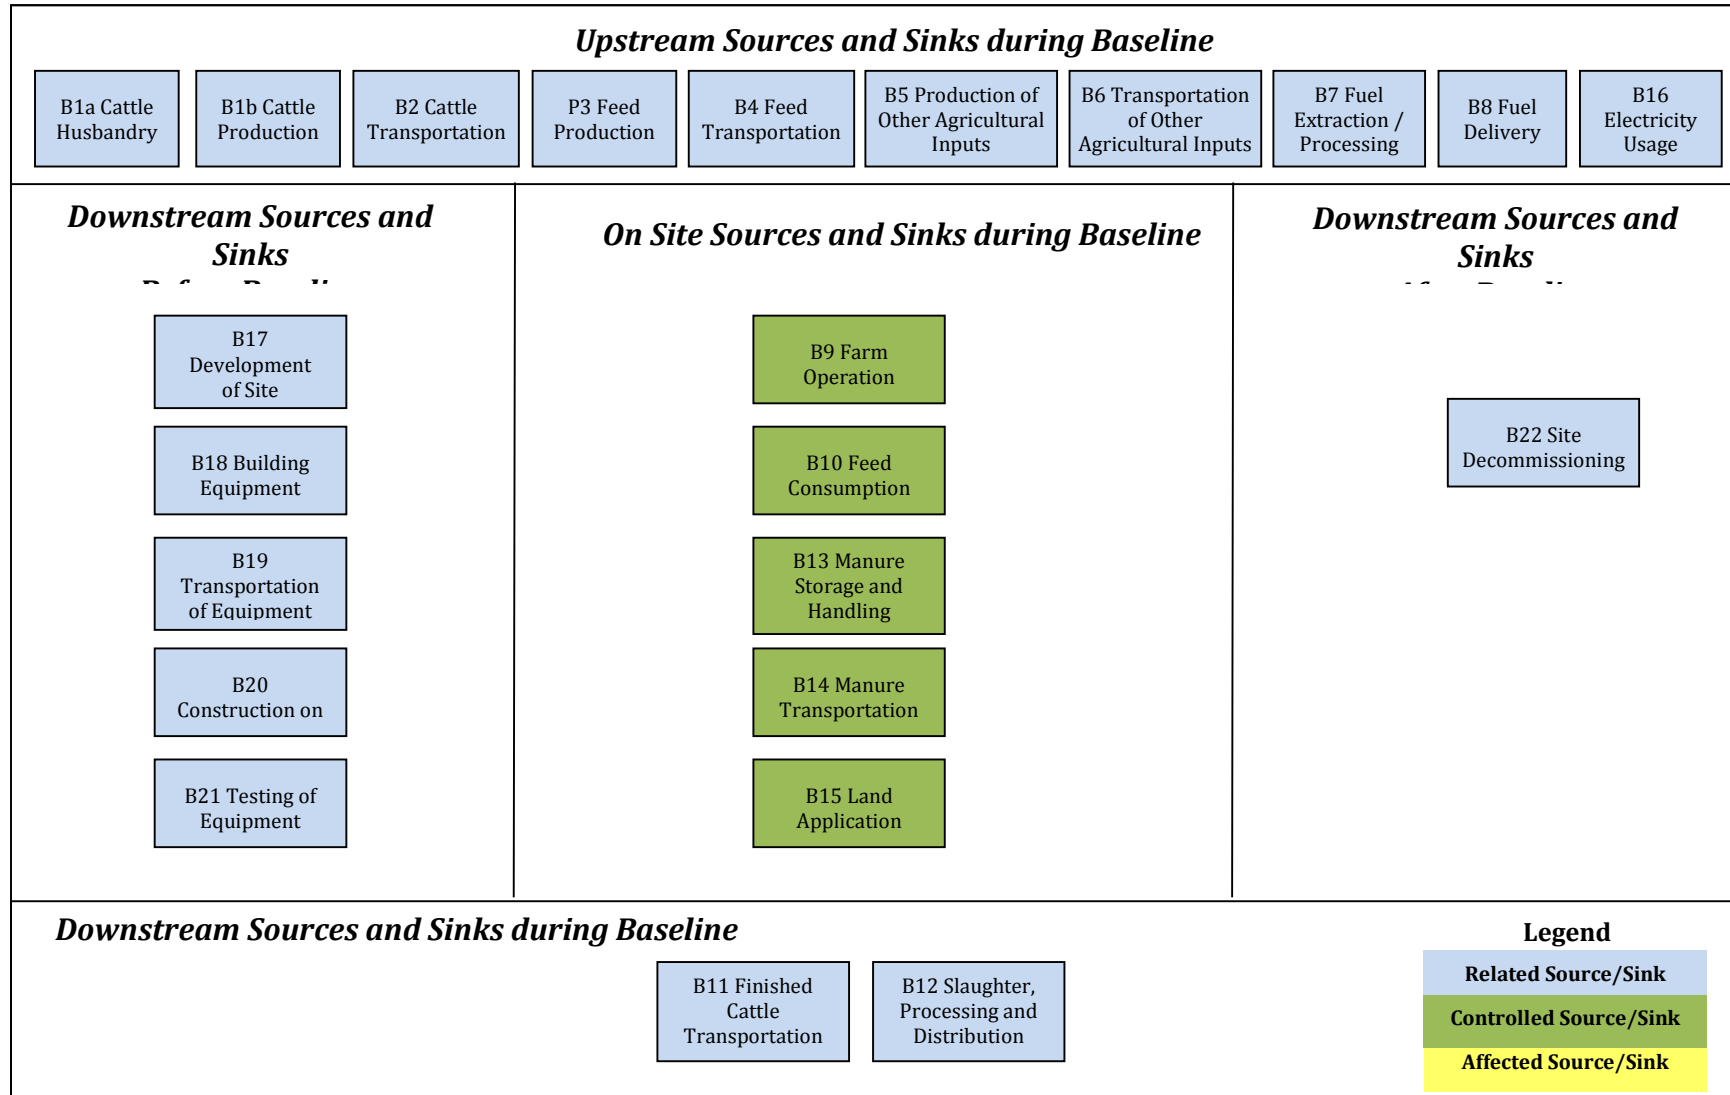 Upstream Sources and Sinks during Baseline
B1a Cattle
Husbandry
B1b Cattle
Production
B2 Cattle
Transportation
P3 Feed
Production
B4 Feed
Transportation
B5 Production of
Other Agricultural
Inputs
B6 Transportation
of Other
Agricultural Inputs
B7 Fuel
Extraction /
Processing
B8 Fuel
Delivery
B16
Electricity
Usage
Downstream Sources and
Sinks
B17
Development
of Site
B18 Building
Equipment
B19
Transportation
of Equipment
B20
Construction on
B21 Testing of
Equipment
On Site Sources and Sinks during Baseline
B9 Farm
Operation
B10 Feed
Consumption
B13 Manure
Storage and
Handling
B14 Manure
Transportation
B15 Land
Application
Downstream Sources and
Sinks
B22 Site
Decommissioning
Downstream Sources and Sinks during Baseline
B11 Finished
Cattle
Transportation
B12 Slaughter,
Processing and
Distribution
Legend
Related Source/Sink
Controlled Source/Sink
Affected Source/Sink